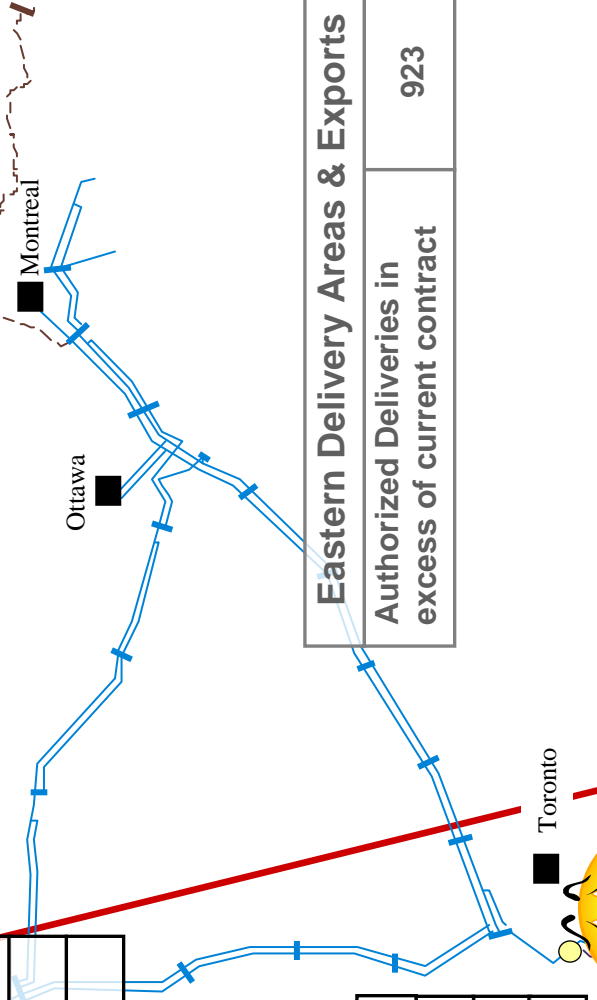 Montreal
Ottawa
Eastern Delivery Areas & Exports
Authorized Deliveries in
excess of current contract
923
Toronto